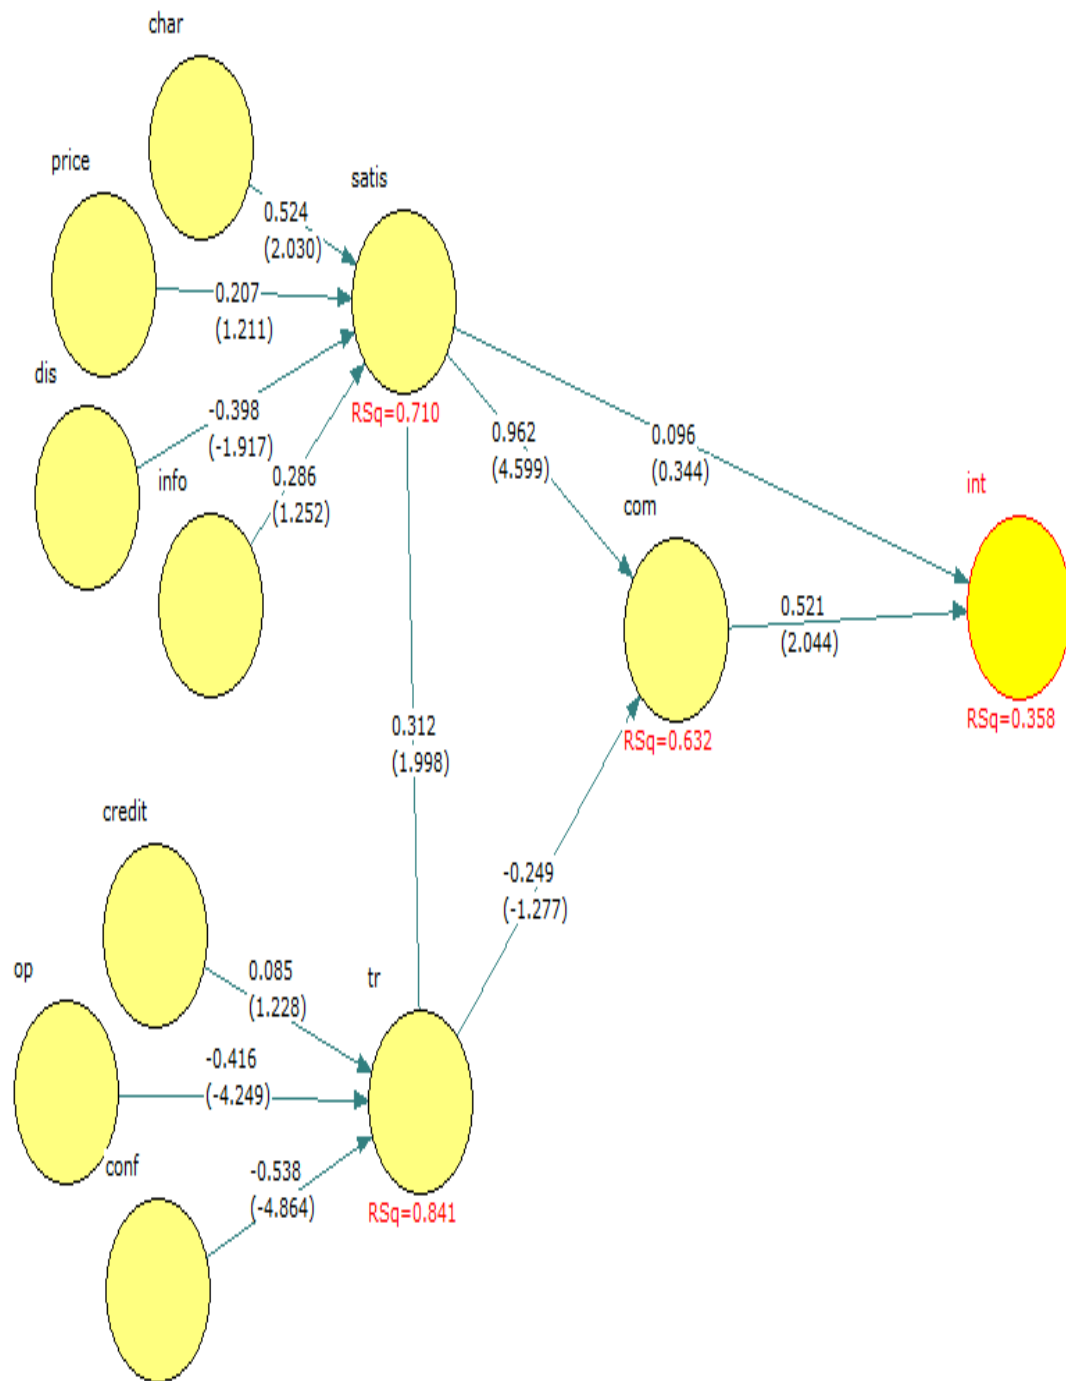 char
price
satis
0.524
(2.030)
0.207
(1.211)
dis
-0.398
(-1.917)
RSq=0.710
info
0.286
(1.252)
0.962
(4.599)
0.096
(0.344)
com
int
0.521
(2.044)
RSq=0.632
RSq=0.358
0.312
(1.998)
credit
-0.249
(-1.277)
op
tr
0.085
(1.228)
-0.416
(-4.249)
conf
-0.538
(-4.864)
RSq=0.841